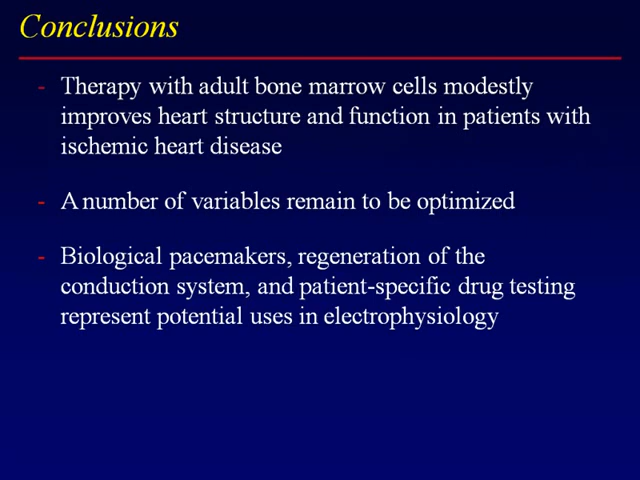 Conclusions
- Therapy with adult bone marrow cells modestly
improves heart structure and function in patients with
ischemic heart disease
- A number of variables remain to be optimized
- Biological pacemakers, regeneration of the
conduction system, and patient-specific drug testing
represent potential uses in electrophysiology